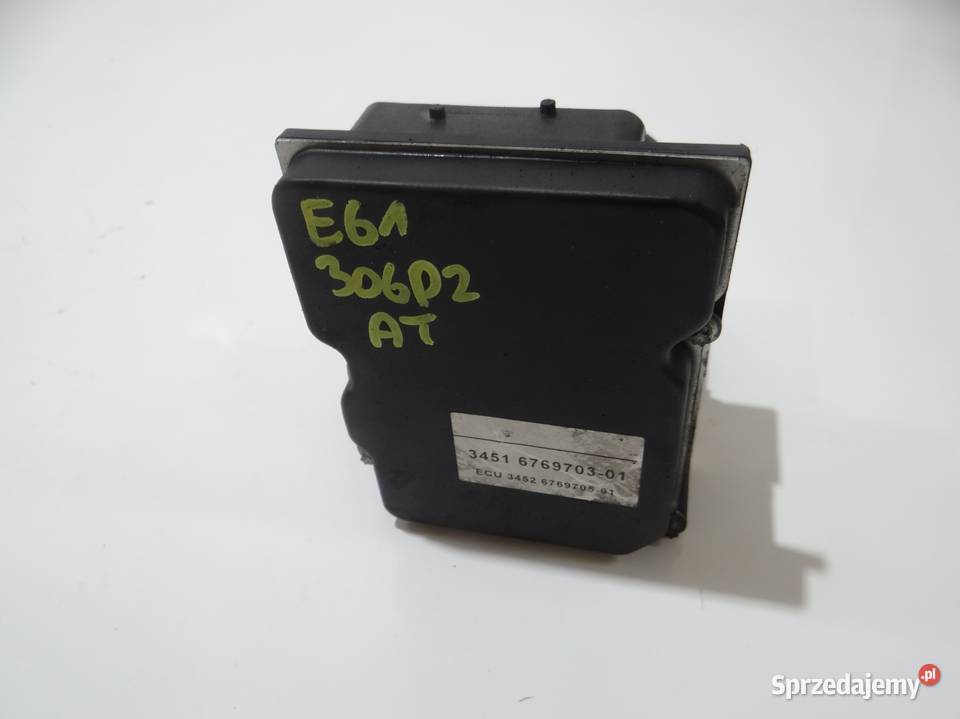 E61
306D2
AT
3451 6769703-01
ECU 3452 6769705-01
Sprzedajemy.pl